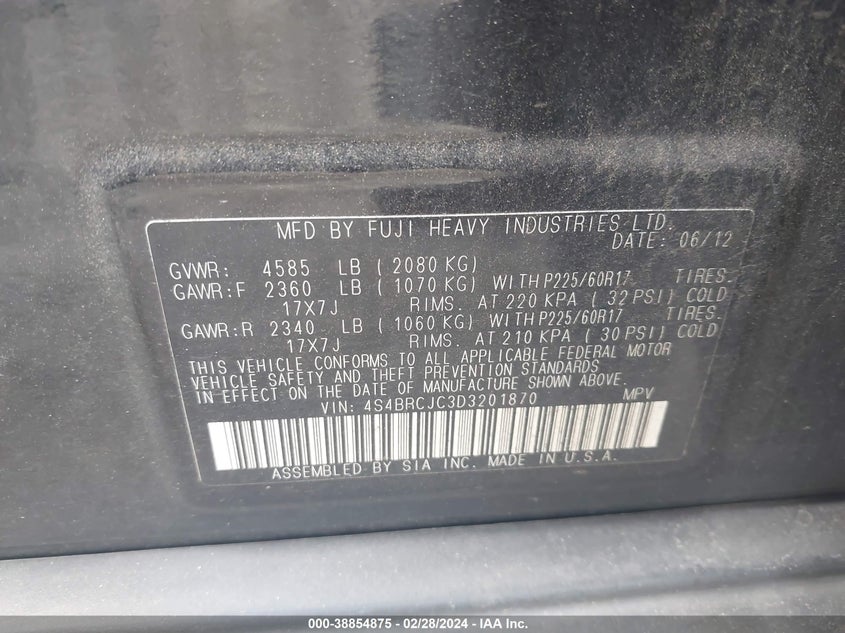 MFD BY FUJI HEAVY INDUSTRIES LTD.
DATE: 06/12
GVWR: 4585 LB ( 2080 KG)
GAWR:F 2360 LB ( 1070 KG) WITH P225/60R17 TIRES.
17X7J RIMS. AT 220 KPA ( 32 PSI) COLD
GAWR:R 2340 LB ( 1060 KG) WITH P225/60R17 TIRES.
17X7J RIMS. AT 210 KPA ( 30 PSI) COLD
THIS VEHICLE CONFORMS TO ALL APPLICABLE FEDERAL MOTOR
VEHICLE SAFETY AND THEFT PREVENTION STANDARDS
IN EFFECT ON THE DATE OF MANUFACTURE SHOWN ABOVE.
VIN: 4S4BRCJC3D3201870 MPV
ASSEMBLED BY SIA INC. MADE IN U.S.A.
000-38854875 - 02/28/2024 - IAA Inc.